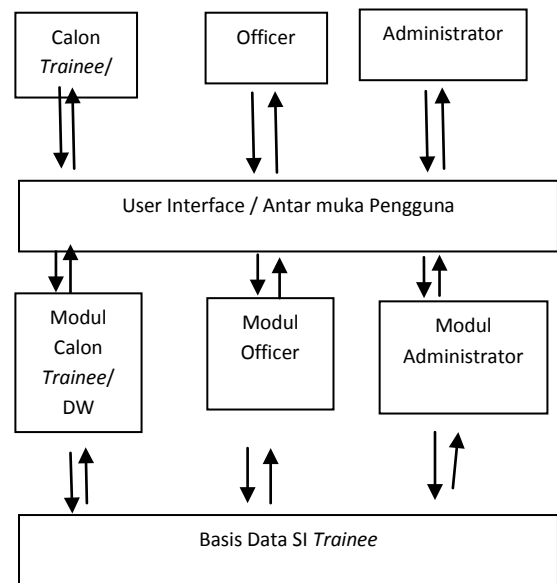 Calon
Trainee/
Officer
Administrator
User Interface / Antar muka Pengguna
Modul
Calon
Trainee/
DW
Modul
Officer
Modul
Administrator
Basis Data SI Trainee